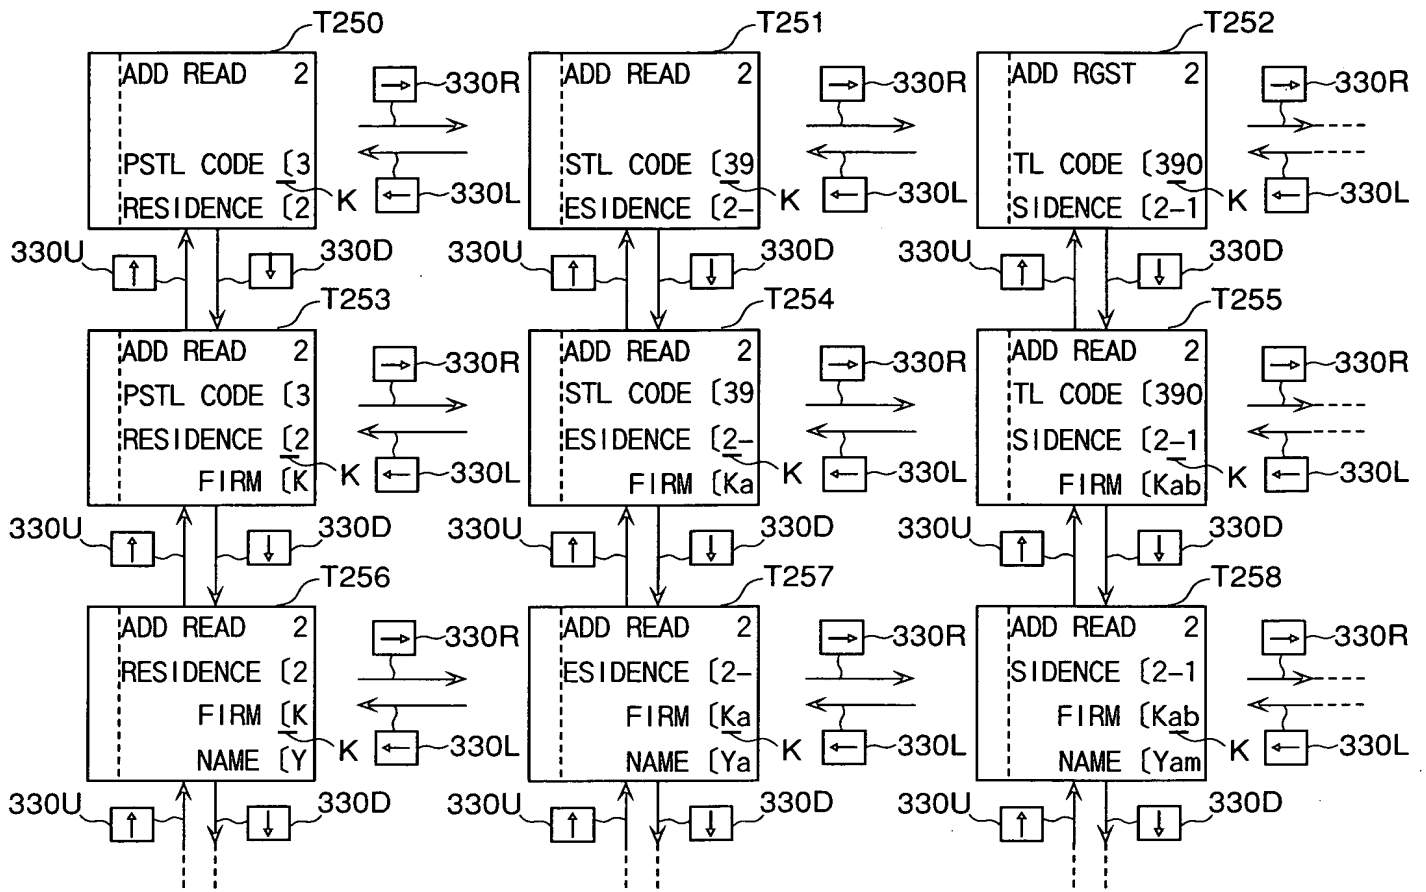 T250 T251 T252
ADD READ 2 ADD READ 2 ADD RGST 2
330R 330R 330R
PSTL CODE [3 STL CODE [39 TL CODE [390
K 330L K 330L K 330L
RESIDENCE [2 ESIDENCE [2- SIDENCE [2-1
330U 330D 330U 330D 330U 330D
T253 T254 T255
ADD READ 2 ADD READ 2 ADD READ 2
330R 330R 330R
PSTL CODE [3 STL CODE [39 TL CODE [390
RESIDENCE [2 ESIDENCE [2- SIDENCE [2-1
K 330L K 330L K 330L
FIRM [K FIRM [Ka FIRM [Kab
330U 330D 330U 330D 330U 330D
T256 T257 T258
ADD READ 2 ADD READ 2 ADD READ 2
330R 330R 330R
RESIDENCE [2 ESIDENCE [2- SIDENCE [2-1
FIRM [K FIRM [Ka FIRM [Kab
K 330L K 330L K 330L
NAME [Y NAME [Ya NAME [Yam
330U 330D 330U 330D 330U 330D